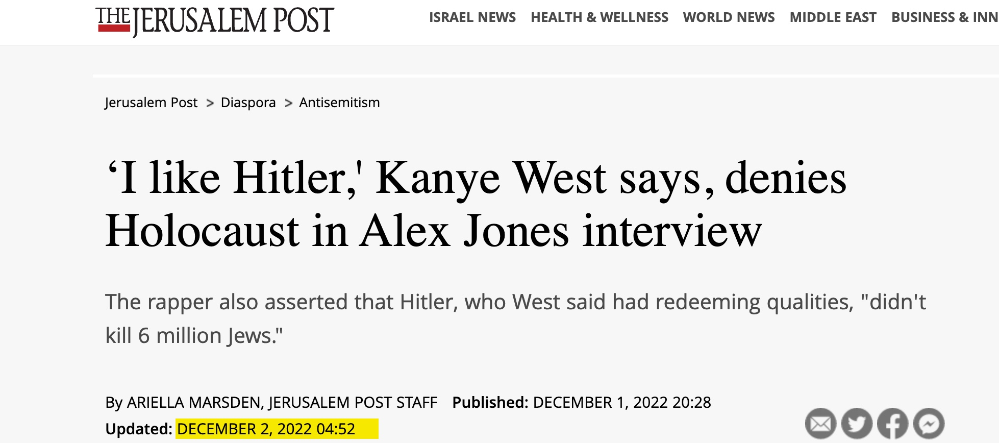 THE JERUSALEM POST
ISRAEL NEWS HEALTH & WELLNESS WORLD NEWS MIDDLE EAST BUSINESS & INN
Jerusalem Post > Diaspora > Antisemitism
‘I like Hitler,' Kanye West says, denies
Holocaust in Alex Jones interview
The rapper also asserted that Hitler, who West said had redeeming qualities, "didn't
kill 6 million Jews."
By ARIELLA MARSDEN, JERUSALEM POST STAFF Published: DECEMBER 1, 2022 20:28
Updated: DECEMBER 2, 2022 04:52